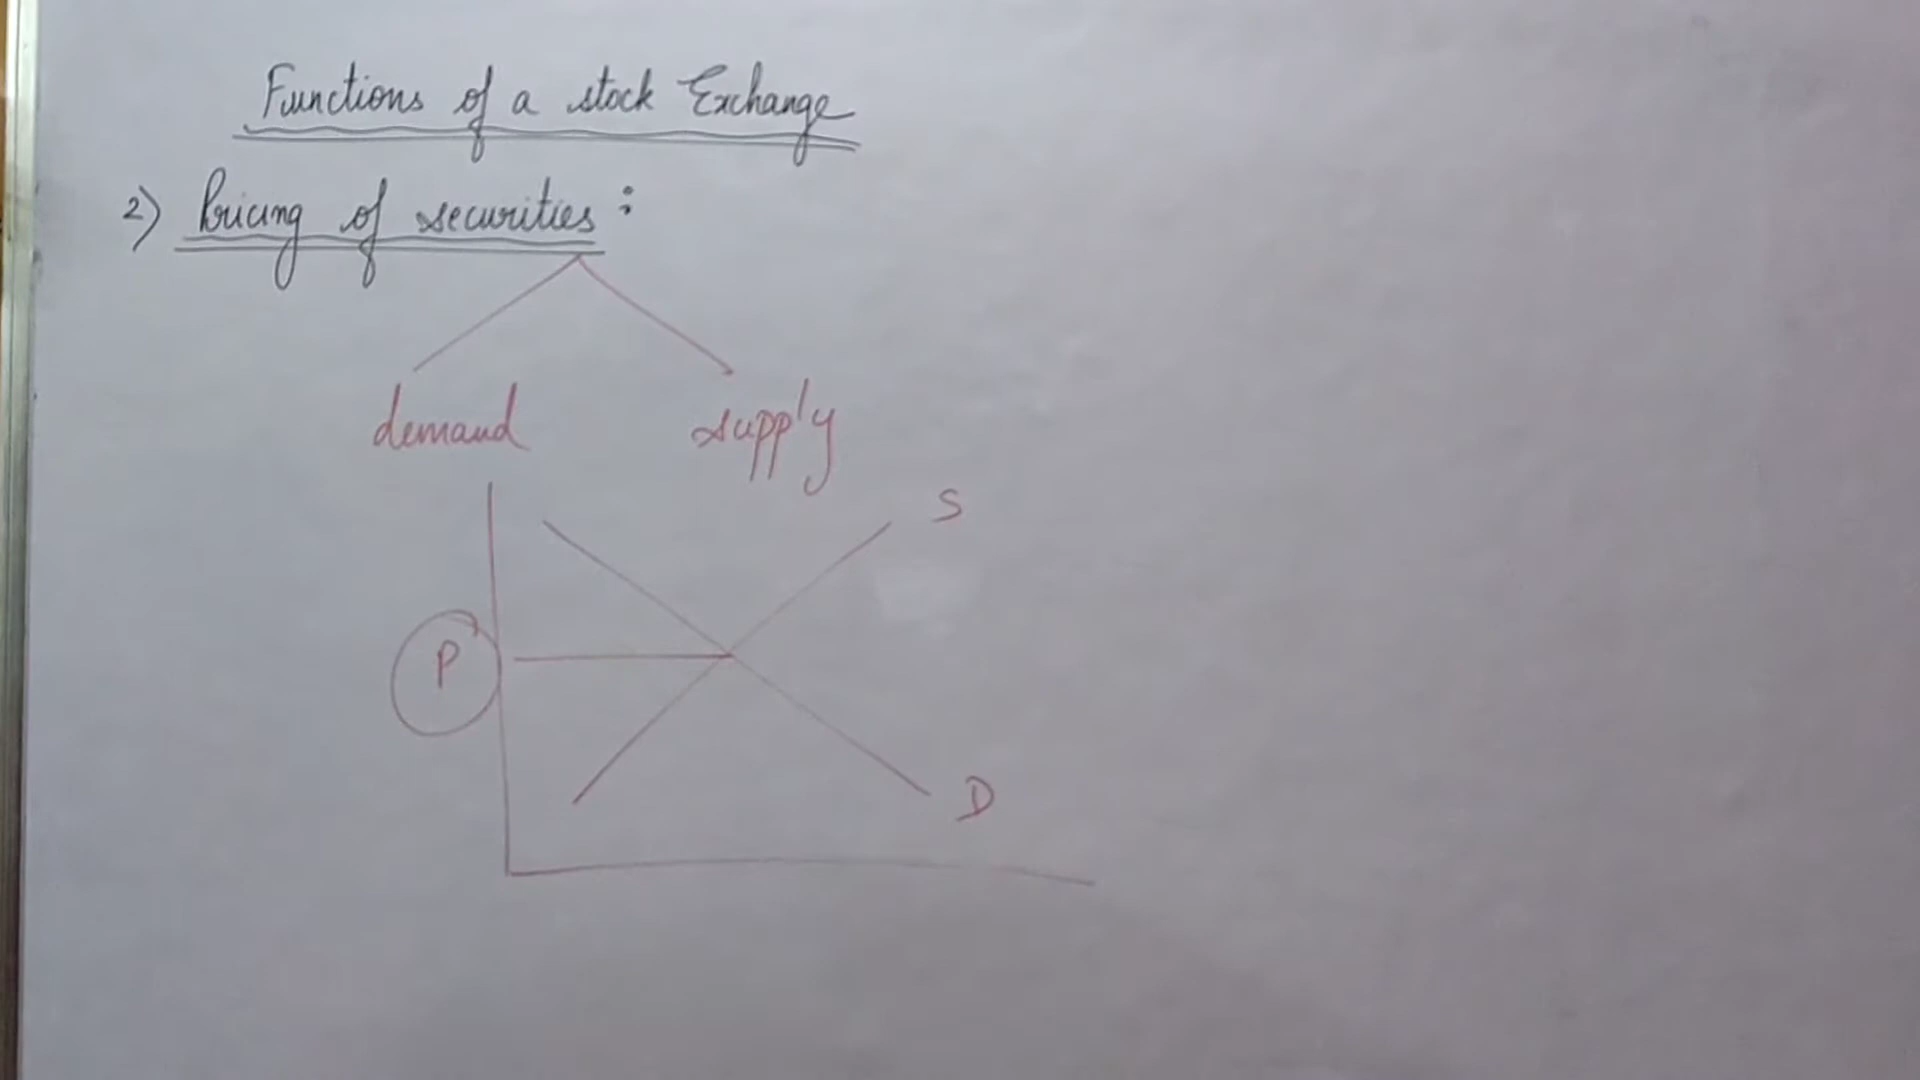 Functions of a stock Exchange
2) Pricing of securities :
demand supply
S
P
D